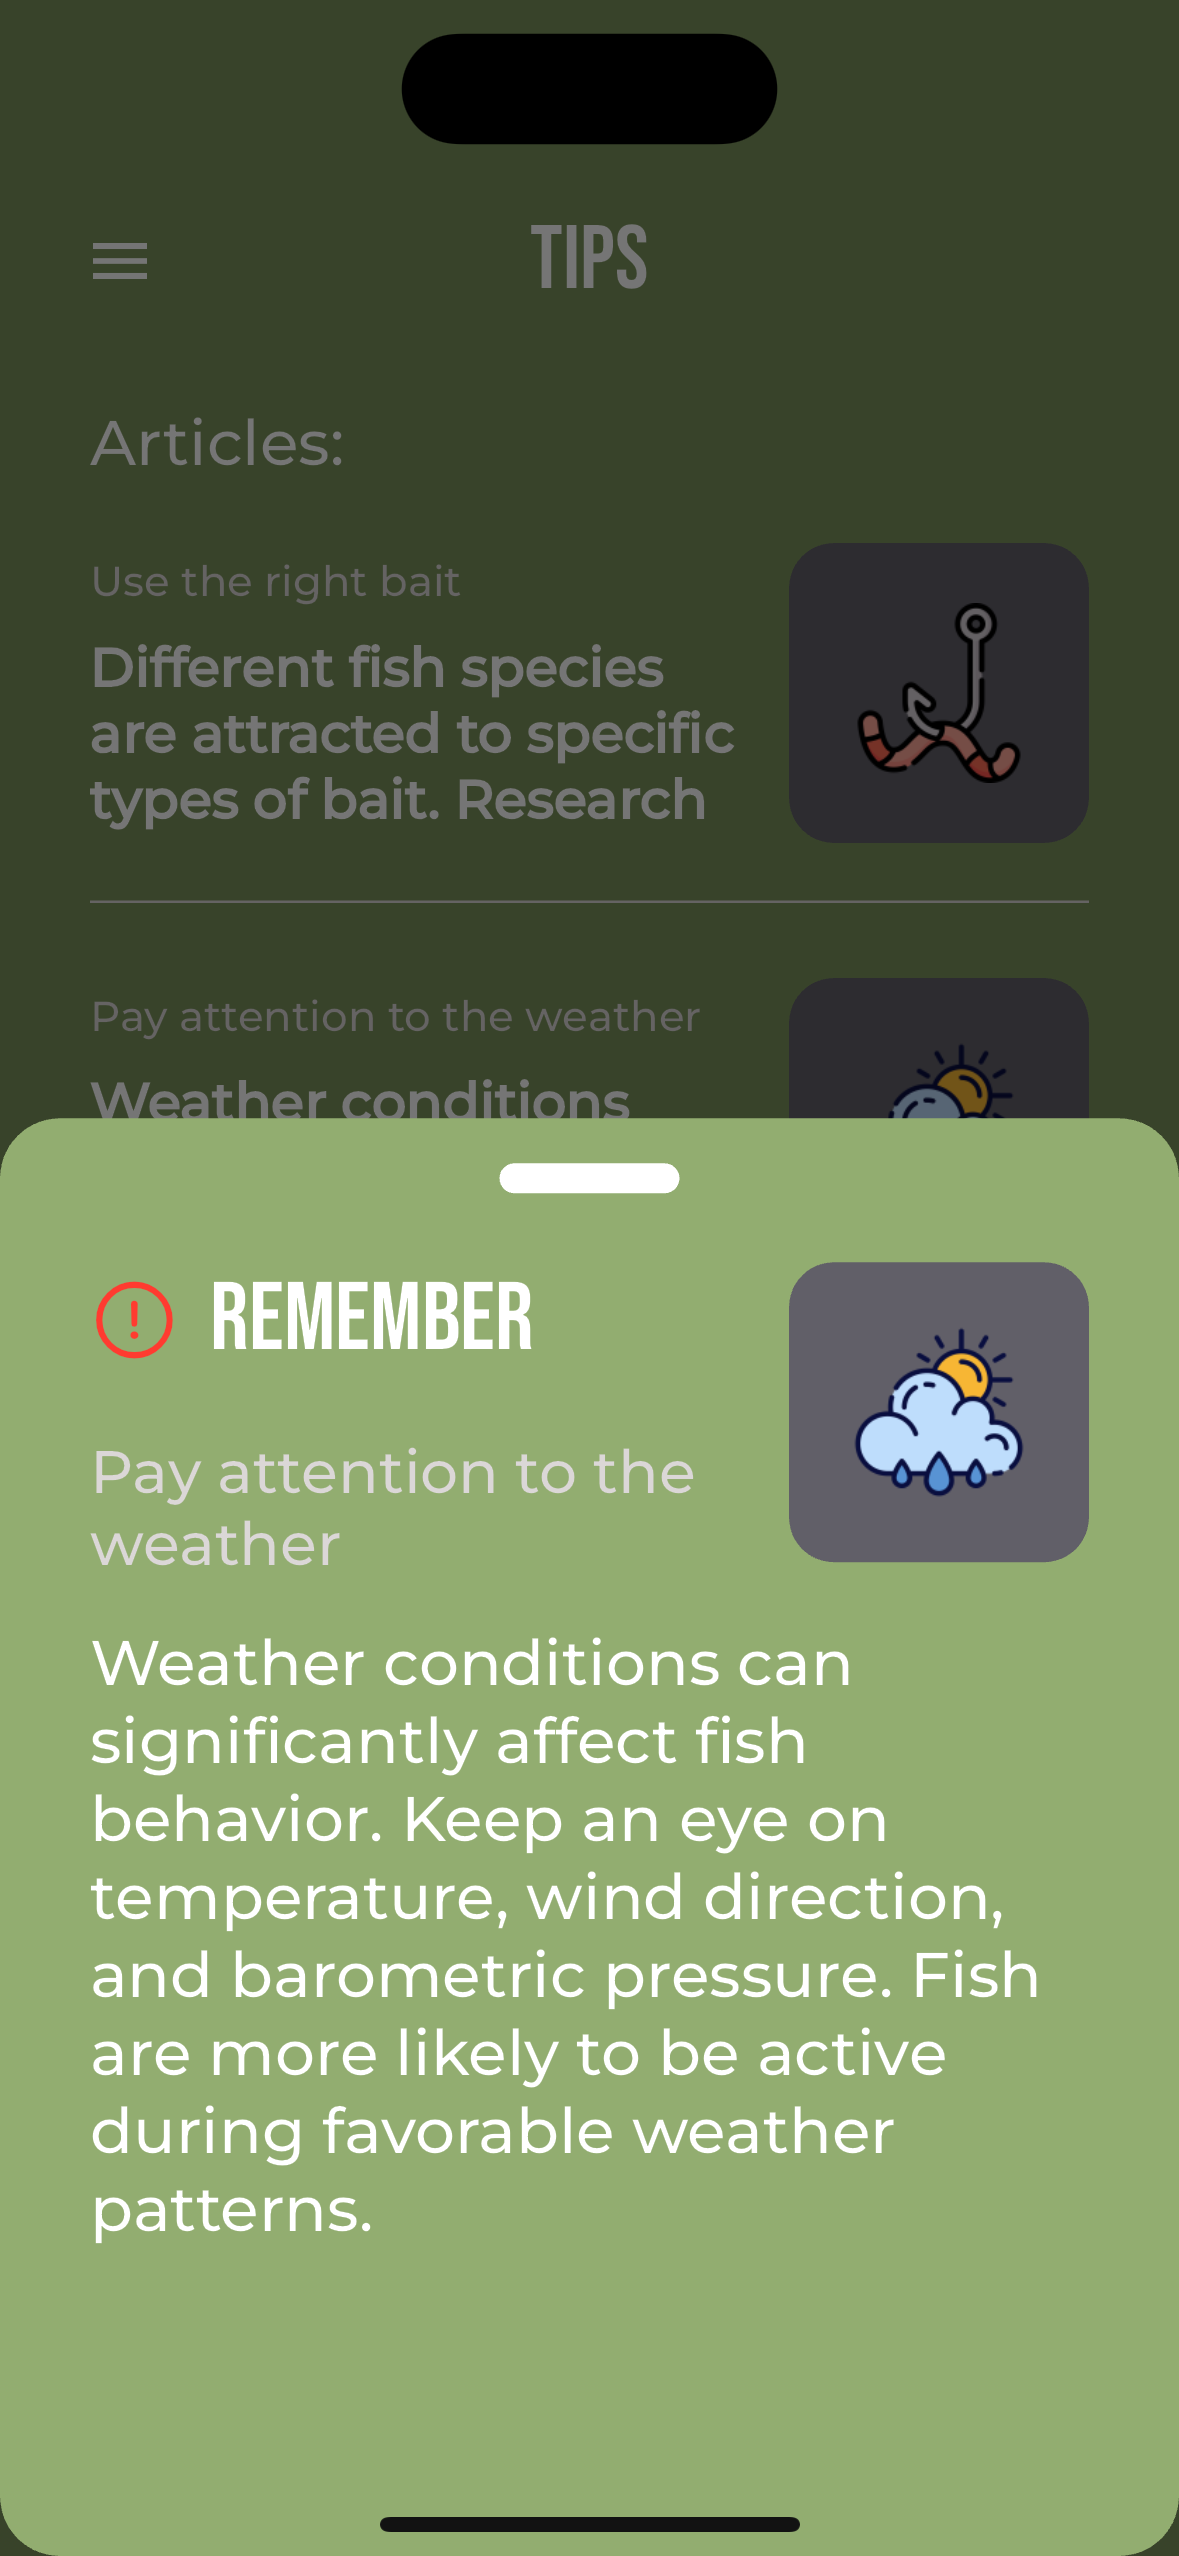 TIPS
Articles:
Use the right bait
Different fish species
are attracted to specific
types of bait. Research
Pay attention to the weather
Weather conditions
REMEMBER
Pay attention to the
weather
Weather conditions can
significantly affect fish
behavior. Keep an eye on
temperature, wind direction,
and barometric pressure. Fish
are more likely to be active
during favorable weather
patterns.